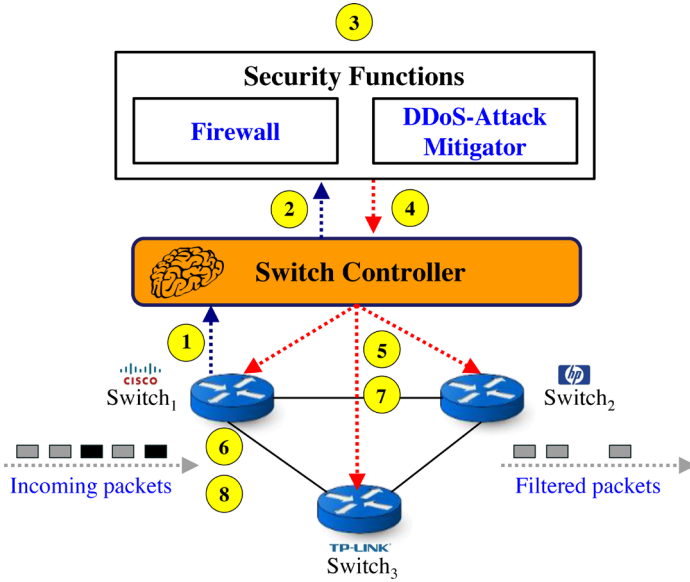 3
Security Functions
Firewall
DDoS-Attack
Mitigator
2
4
Switch Controller
1
5
CISCO
Switch1
hp
Switch2
7
6
Incoming packets
8
Filtered packets
TP-LINK
Switch3